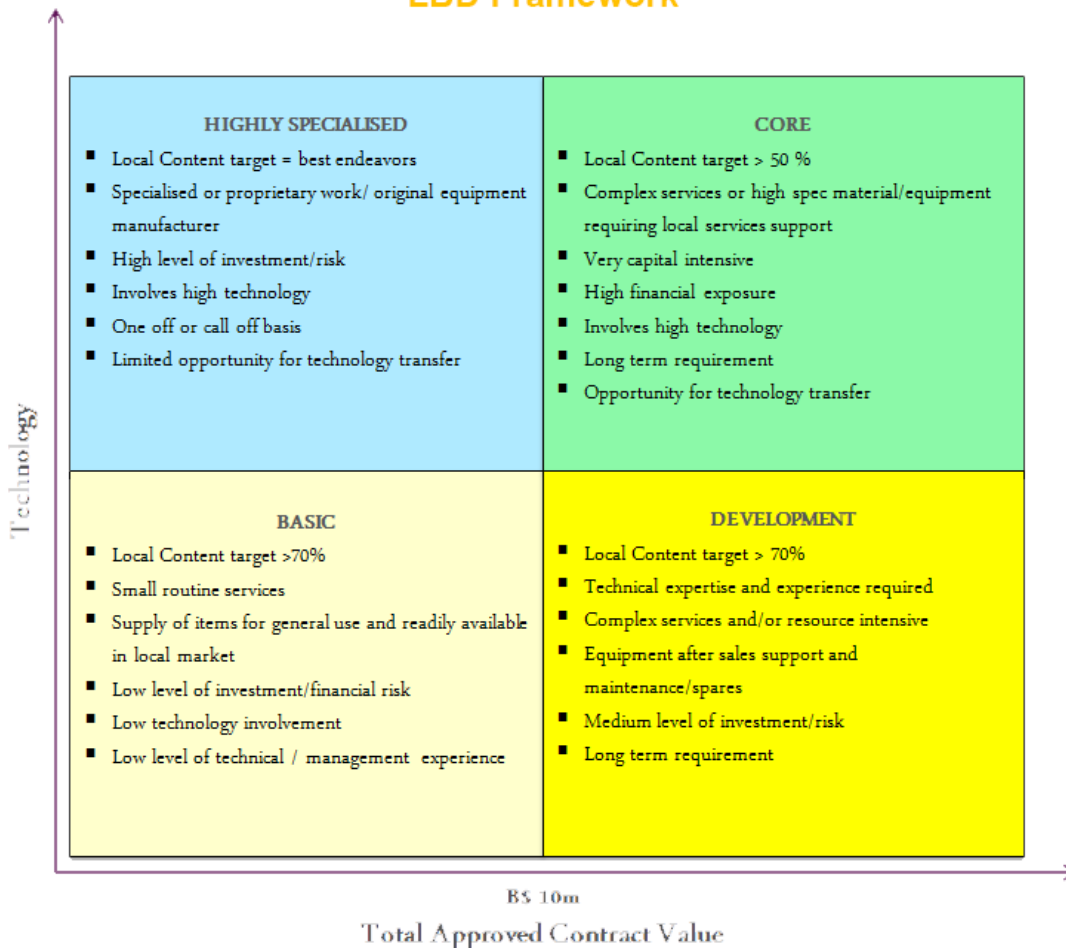 LBD Framework
HIGHLY SPECIALISED
▪ Local Content target = best endeavors
▪ Specialised or proprietary work/ original equipment
manufacturer
▪ High level of investment/risk
▪ Involves high technology
▪ One off or call off basis
▪ Limited opportunity for technology transfer
CORE
▪ Local Content target > 50 %
▪ Complex services or high spec material/equipment
requiring local services support
▪ Very capital intensive
▪ High financial exposure
▪ Involves high technology
▪ Long term requirement
▪ Opportunity for technology transfer
Technology
BASIC
▪ Local Content target >70%
▪ Small routine services
▪ Supply of items for general use and readily available
in local market
▪ Low level of investment/financial risk
▪ Low technology involvement
▪ Low level of technical / management experience
DEVELOPMENT
▪ Local Content target > 70%
▪ Technical expertise and experience required
▪ Complex services and/or resource intensive
▪ Equipment after sales support and
maintenance/spares
▪ Medium level of investment/risk
▪ Long term requirement
B$ 10m
Total Approved Contract Value